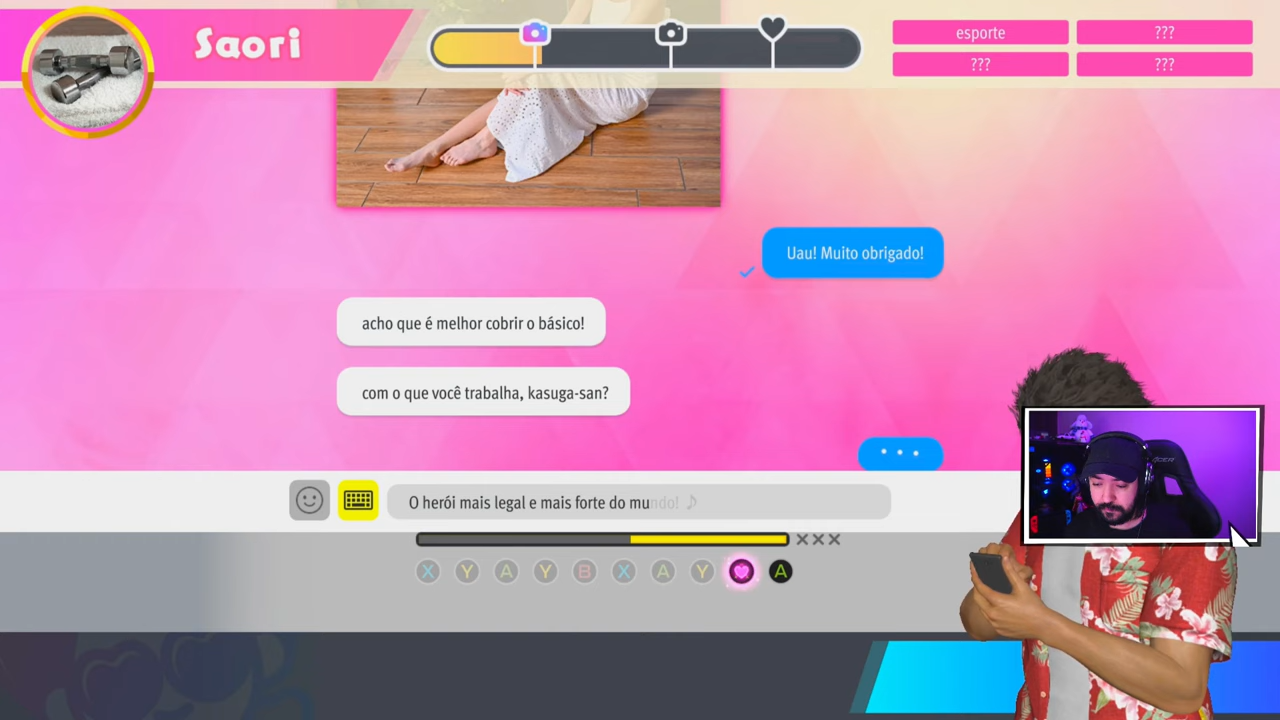 Saori
esporte
???
???
???
Uau! Muito obrigado!
acho que é melhor cobrir o básico!
com o que você trabalha, kasuga-san?
O herói mais legal e mais forte do mundo! ♪
X Y A Y B X A Y A